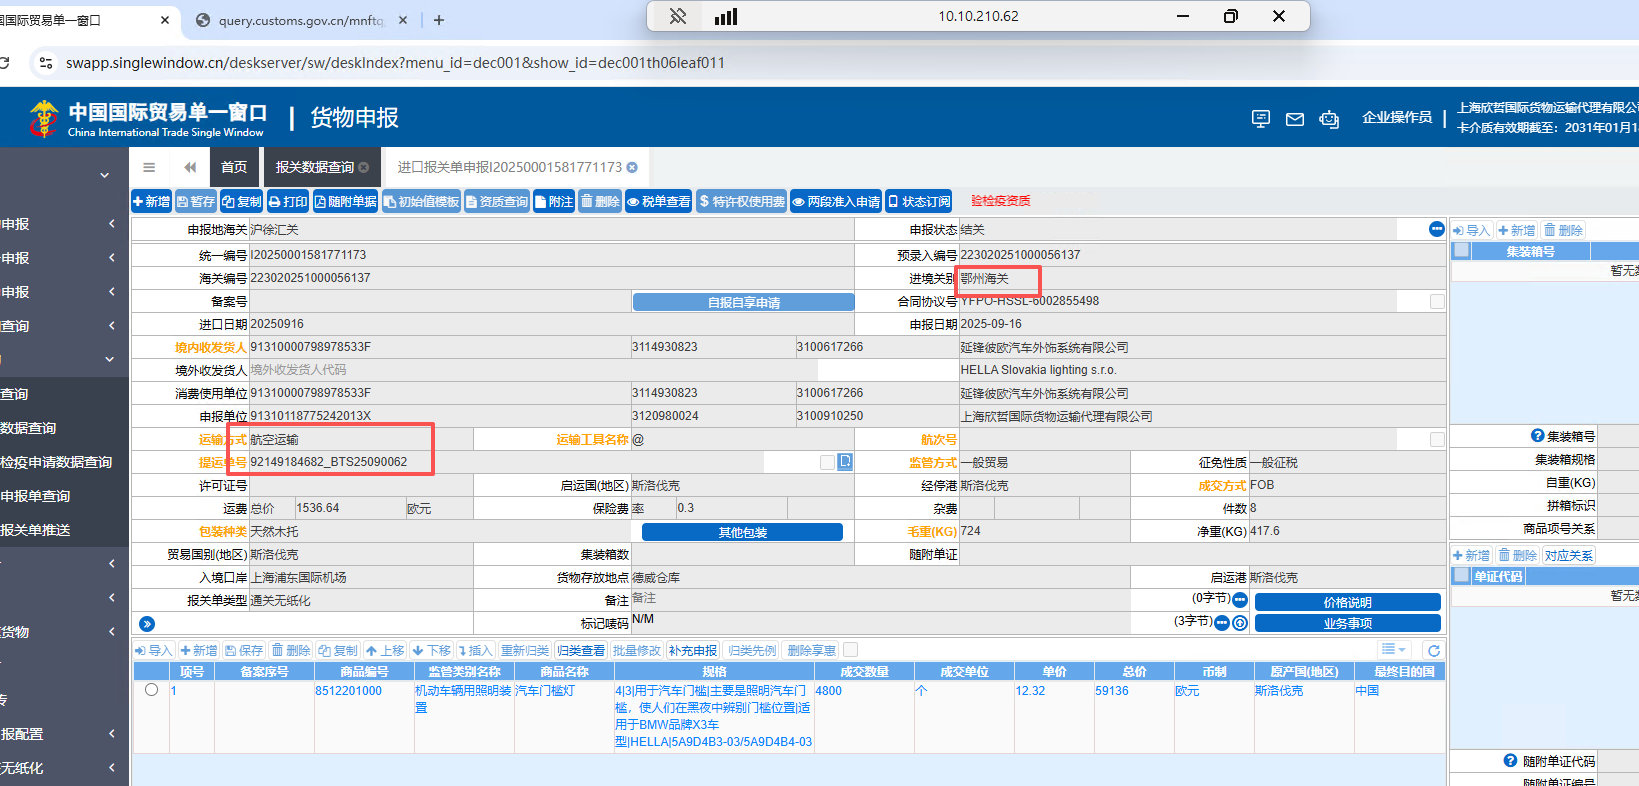 国际贸易单一窗口
query.customs.gov.cn/mnftq
10.10.210.62
swapp.singlewindow.cn/deskserver/sw/deskIndex?menu_id=dec001&show_id=dec001th06leaf011
中国国际贸易单一窗口 | 货物申报
China International Trade Single Window
企业操作员
上海欣哲国际货物运输代理有限公司
卡介质有效期截至：2031年01月1
首页 报关数据查询 进口报关单申报I20250001581771173
新增 暂存 复制 打印 随附单据 初始值模板 资质查询 附注 删除 税单查看 特许权使用费 两段准入申请 状态订阅 验检疫资质
申报地海关 沪徐汇关 申报状态 结关
统一编号 I20250001581771173 预录入编号 223020251000056137
海关编号 223020251000056137 进境关别 鄂州海关
备案号 自报自享申请 合同协议号 YFPO-HSSL-6002855498
进口日期 20250916 申报日期 2025-09-16
境内收发货人 91310000798978533F 3114930823 3100617266 延锋彼欧汽车外饰系统有限公司
境外收发货人 境外收发货人代码 HELLA Slovakia lighting s.r.o.
消费使用单位 91310000798978533F 3114930823 3100617266 延锋彼欧汽车外饰系统有限公司
申报单位 91310118775242013X 3120980024 3100910250 上海欣哲国际货物运输代理有限公司
运输方式 航空运输 运输工具名称 @ 航次号
提运单号 92149184682_BTS25090062 监管方式 一般贸易 征免性质 一般征税
许可证号 启运国(地区) 斯洛伐克 经停港 斯洛伐克 成交方式 FOB
运费 总价 1536.64 欧元 保险费 率 0.3 杂费 件数 8
包装种类 天然木托 其他包装 毛重(KG) 724 净重(KG) 417.6
贸易国别(地区) 斯洛伐克 集装箱数 随附单证
入境口岸 上海浦东国际机场 货物存放地点 德威仓库 启运港 斯洛伐克
报关单类型 通关无纸化 备注 备注 (0字节) 价格说明
标记唛码 N/M (3字节) 业务事项
导入 新增 保存 删除 复制 上移 下移 插入 重新归类 归类查看 批量修改 补充申报 归类先例 删除享惠
项号 备案序号 商品编号 监管类别名称 商品名称 规格 成交数量 成交单位 单价 总价 币制 原产国(地区) 最终目的国
1 8512201000 机动车辆用照明装 汽车门槛灯 4|3|用于汽车门槛|主要是照明汽车门 4800 个 12.32 59136 欧元 斯洛伐克 中国
置 槛，使人们在黑夜中辨别门槛位置|适
用于BMW品牌X3车
型|HELLA|5A9D4B3-03/5A9D4B4-03
导入 新增 删除
集装箱号
暂无
集装箱号
集装箱规格
自重(KG)
拼箱标识
商品项号关系
新增 删除 对应关系
单证代码
暂无
随附单证代码
随附单证编号
申报
申报
申报
查询
查询
数据查询
检疫申请数据查询
申报单查询
报关单推送
货物
报配置
无纸化